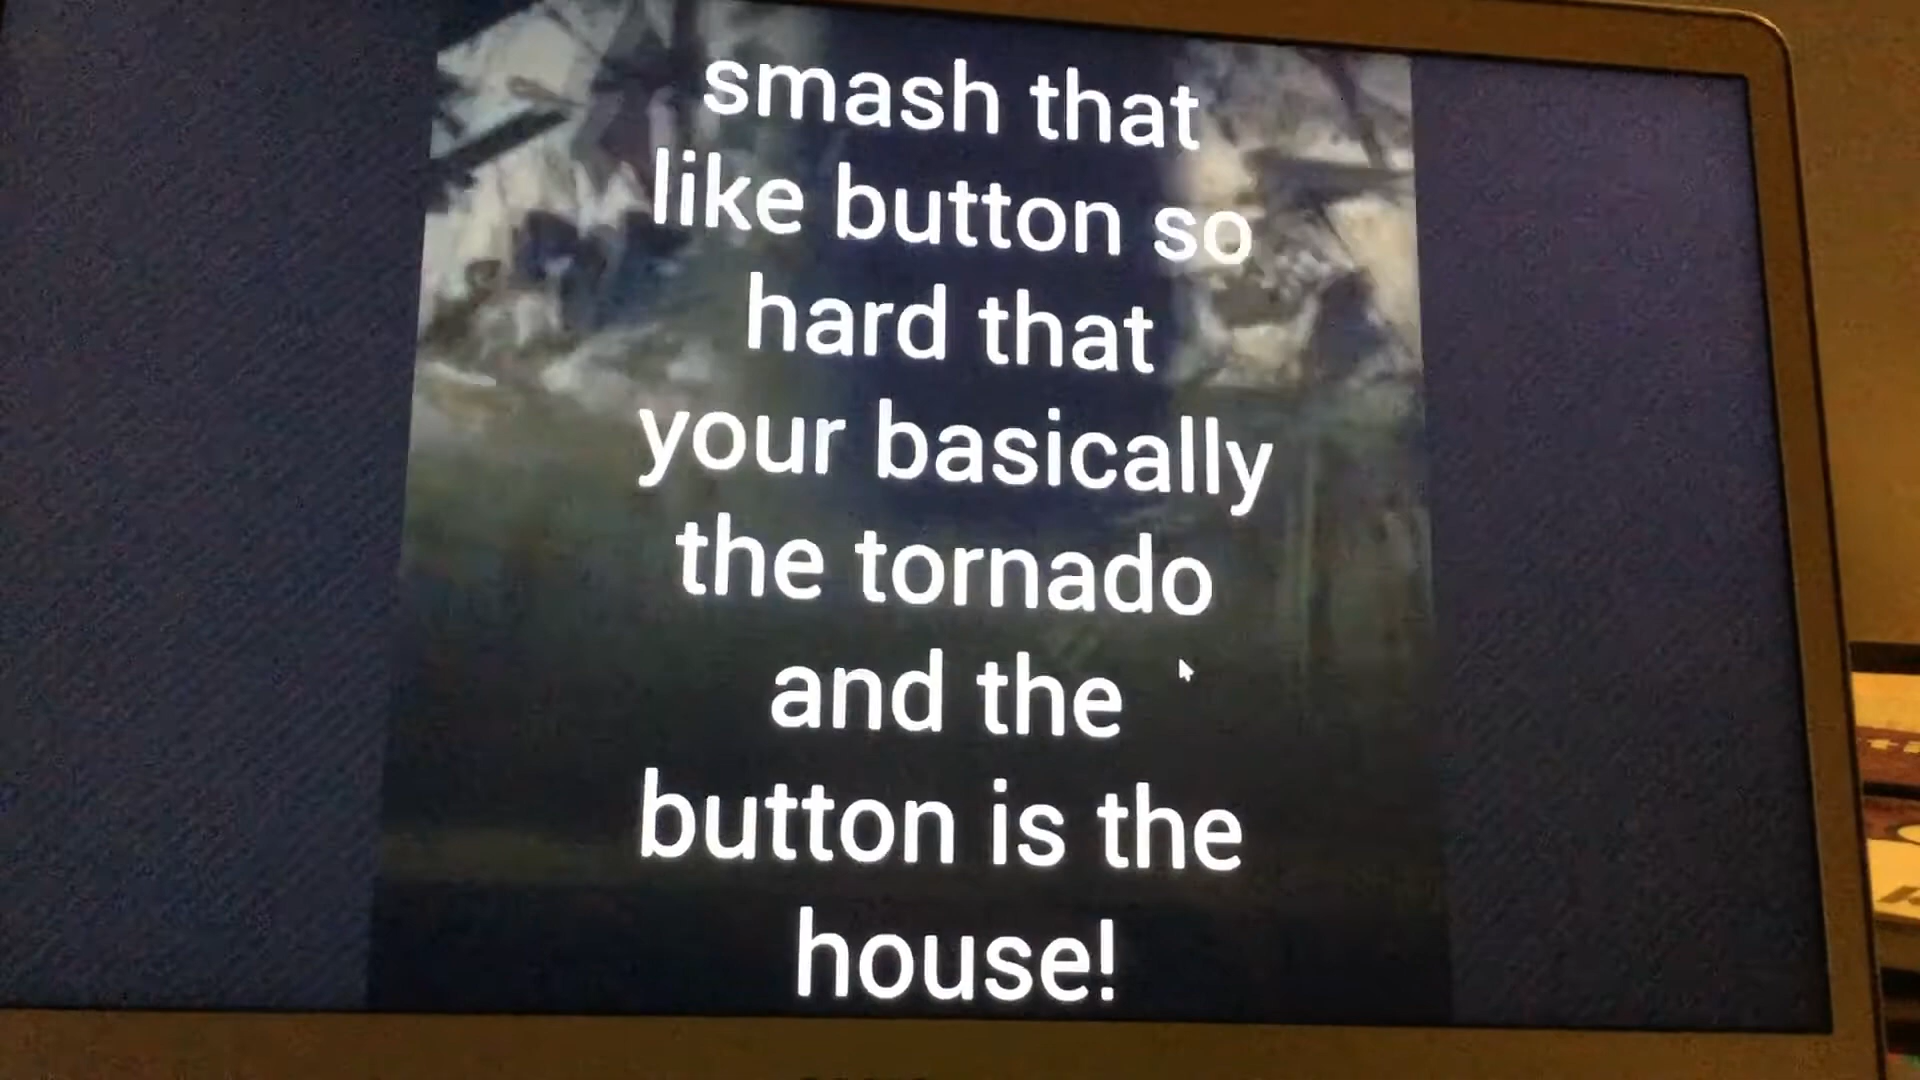 smash that
like button so
hard that
your basically
the tornado
and the
button is the
house!